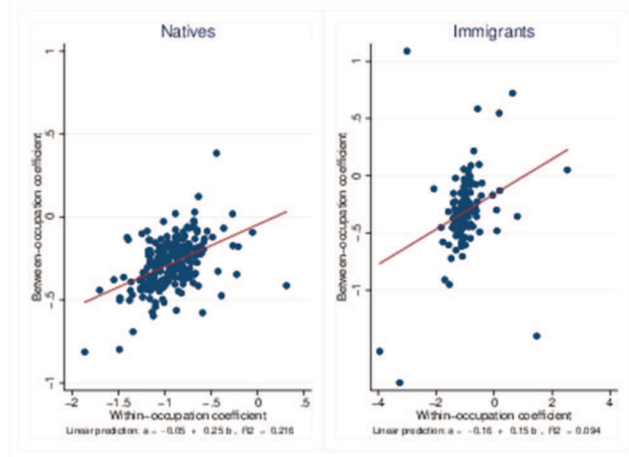 Natives
Between-occupation coefficient
1
.5
0
-.5
-1
-2 -1.5 -1 -.5 0 .5
Within-occupation coefficient
Linear prediction: a = -0.05 + 0.25 b , R2 = 0.216
Immigrants
Between-occupation coefficient
1
.5
0
-.5
-1
-4 -2 0 2 4
Within-occupation coefficient
Linear prediction: a = -0.16 + 0.15 b , R2 = 0.094